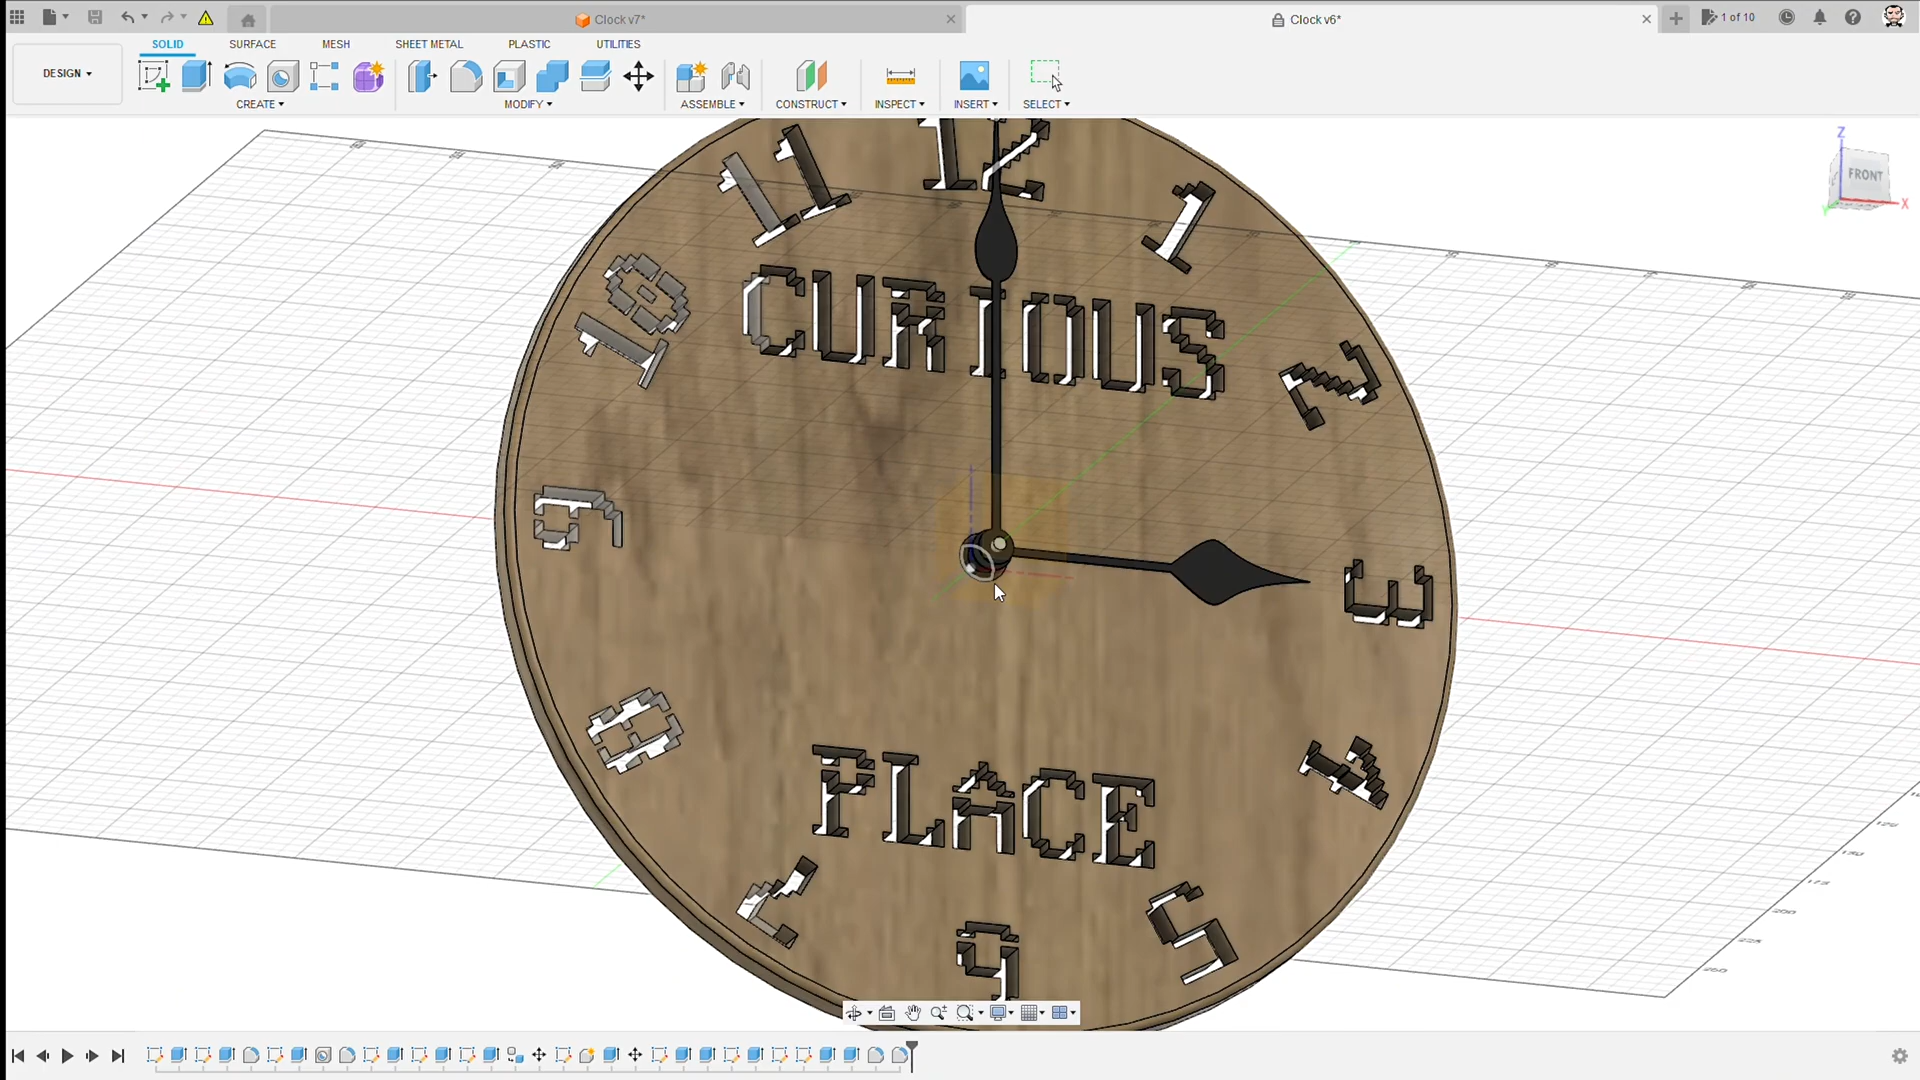 Clock v7*
Clock v6*
1 of 10
DESIGN
SOLID
SURFACE
MESH
SHEET METAL
PLASTIC
UTILITIES
CREATE
MODIFY
ASSEMBLE
CONSTRUCT
INSPECT
INSERT
SELECT
Z
FRONT
X
Y
12
11
1
10
CURIOUS
2
9
3
8
4
PLACE
7
5
6